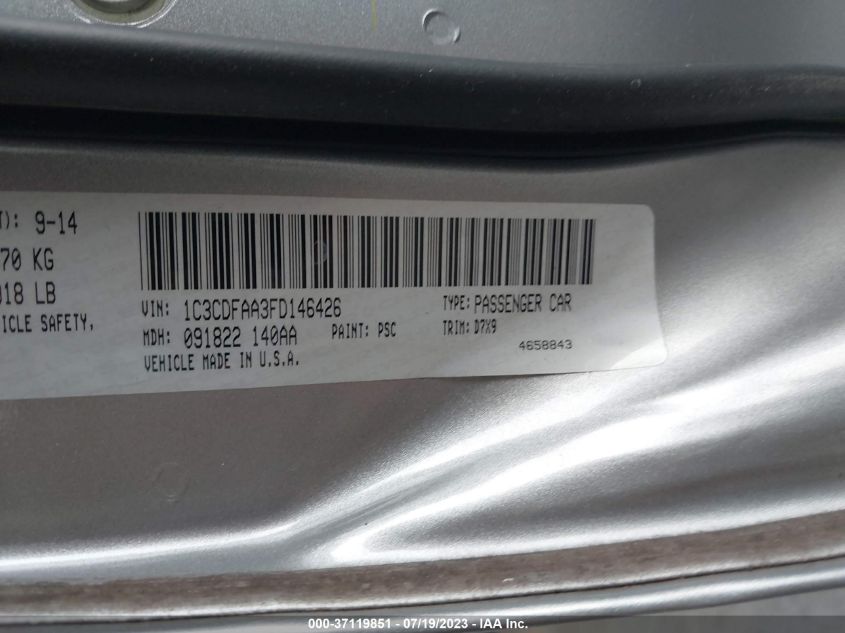 T): 9-14
70 KG
018 LB
ICLE SAFETY,
VIN: 1C3CDFAA3FD146426
TYPE: PASSENGER CAR
MDH: 091822 140AA
PAINT: PSC
TRIM: D7X9
VEHICLE MADE IN U.S.A.
4658843
000-37119851 - 07/19/2023 - IAA Inc.